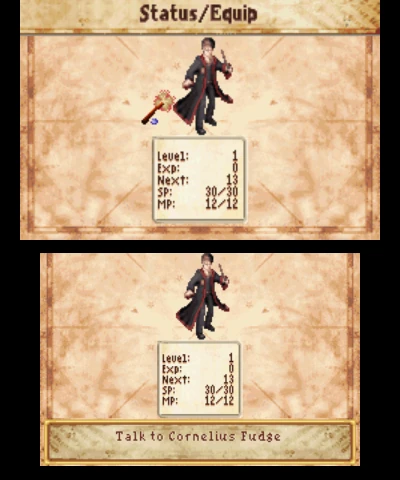 Status/Equip
Level: 1
Exp: 0
Next: 13
SP: 30/30
MP: 12/12
Level: 1
Exp: 0
Next: 13
SP: 30/30
MP: 12/12
Talk to Cornelius Fudge